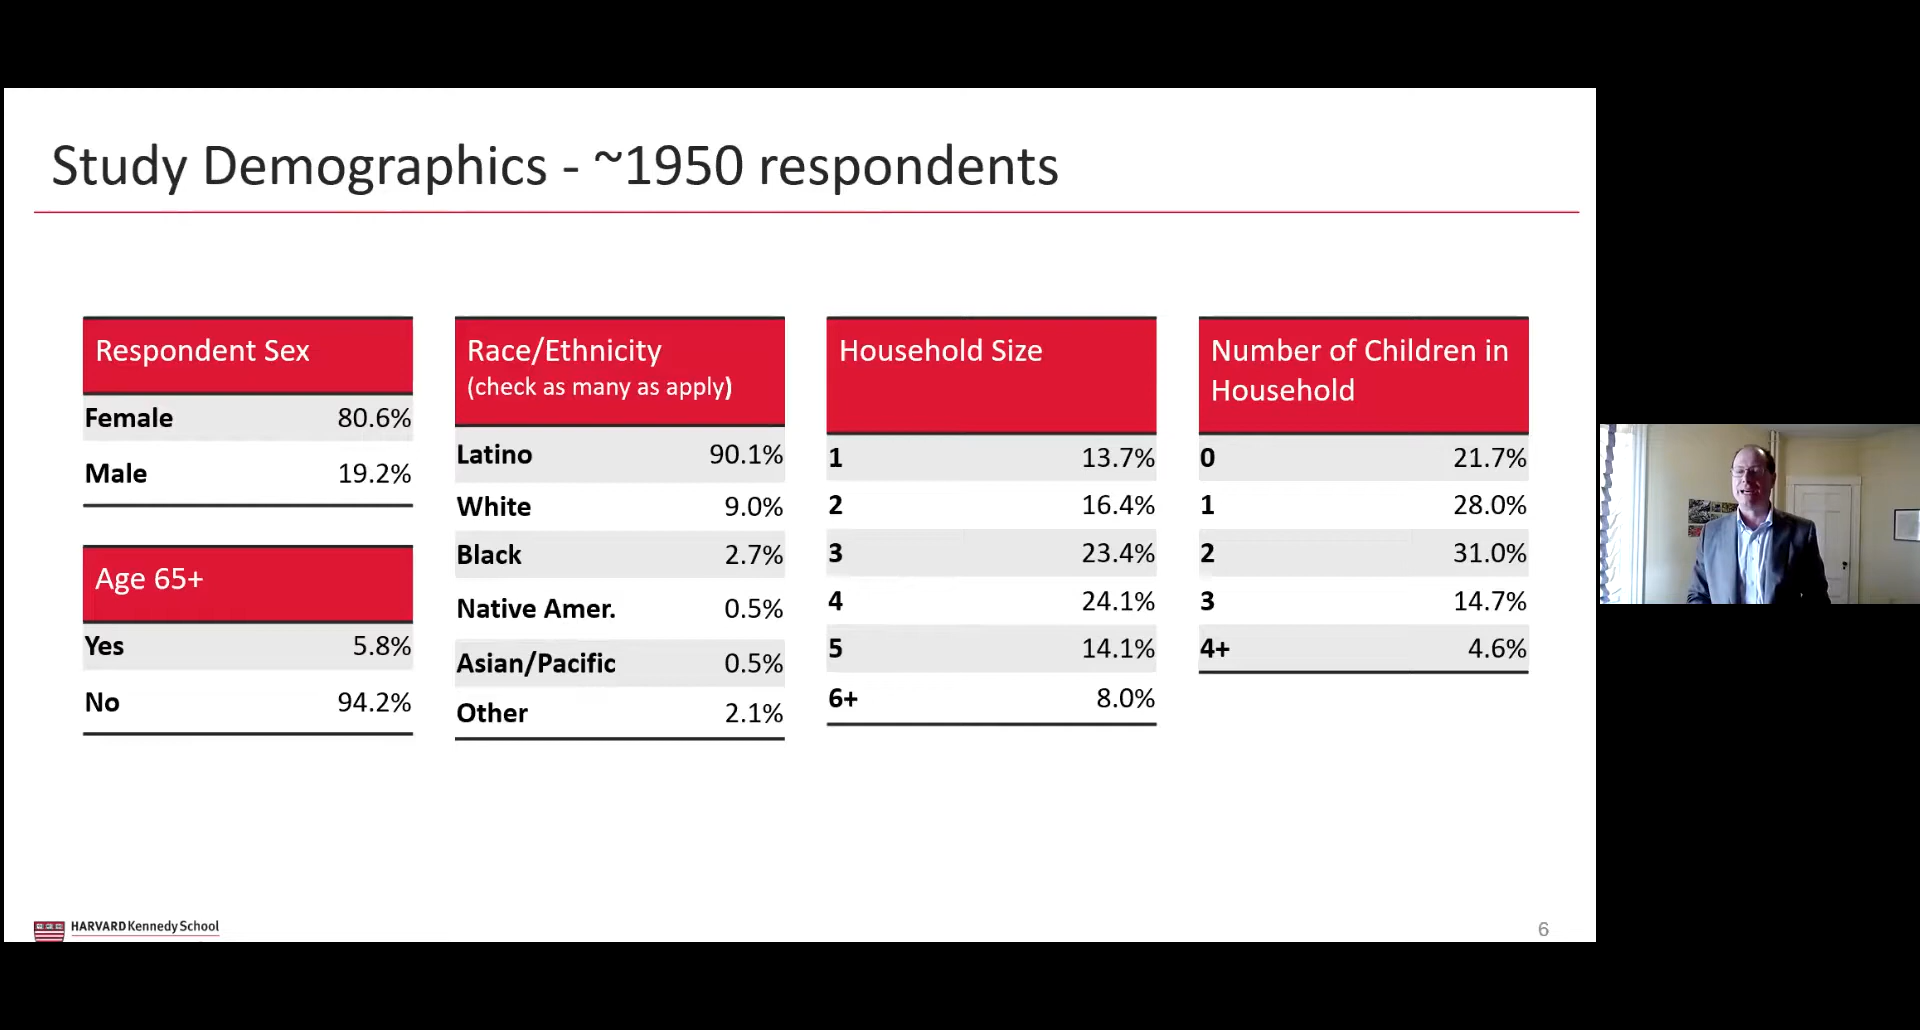 Study Demographics - ~1950 respondents
Respondent Sex
Female 80.6%
Male 19.2%
Age 65+
Yes 5.8%
No 94.2%
Race/Ethnicity
(check as many as apply)
Latino 90.1%
White 9.0%
Black 2.7%
Native Amer. 0.5%
Asian/Pacific 0.5%
Other 2.1%
Household Size
1 13.7%
2 16.4%
3 23.4%
4 24.1%
5 14.1%
6+ 8.0%
Number of Children in
Household
0 21.7%
1 28.0%
2 31.0%
3 14.7%
4+ 4.6%
HARVARD Kennedy School
6